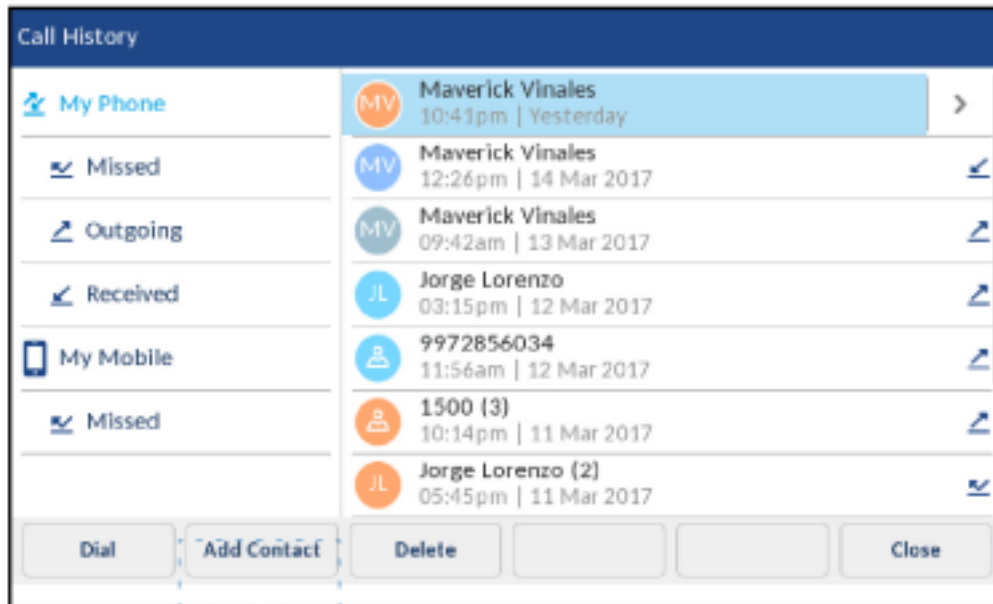 Call History
My Phone
Missed
Outgoing
Received
My Mobile
Missed
MV
Maverick Vinales
10:41pm | Yesterday
MV
Maverick Vinales
12:26pm | 14 Mar 2017
MV
Maverick Vinales
09:42am | 13 Mar 2017
JL
Jorge Lorenzo
03:15pm | 12 Mar 2017
9972856034
11:56am | 12 Mar 2017
1500 (3)
10:14pm | 11 Mar 2017
JL
Jorge Lorenzo (2)
05:45pm | 11 Mar 2017
Dial Add Contact Delete Close